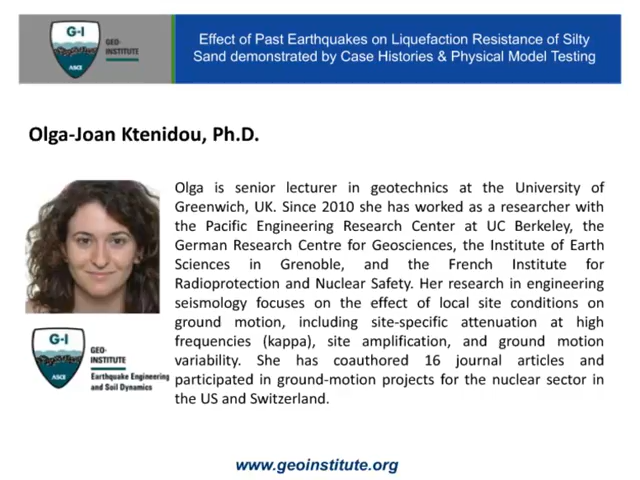 G-I
GEO-
INSTITUTE
ASCE
Effect of Past Earthquakes on Liquefaction Resistance of Silty
Sand demonstrated by Case Histories & Physical Model Testing
Olga-Joan Ktenidou, Ph.D.
Olga is senior lecturer in geotechnics at the University of
Greenwich, UK. Since 2010 she has worked as a researcher with
the Pacific Engineering Research Center at UC Berkeley, the
German Research Centre for Geosciences, the Institute of Earth
Sciences in Grenoble, and the French Institute for
Radioprotection and Nuclear Safety. Her research in engineering
seismology focuses on the effect of local site conditions on
ground motion, including site-specific attenuation at high
frequencies (kappa), site amplification, and ground motion
variability. She has coauthored 16 journal articles and
participated in ground-motion projects for the nuclear sector in
the US and Switzerland.
G-I
GEO-
INSTITUTE
ASCE
Earthquake Engineering
and Soil Dynamics
www.geoinstitute.org